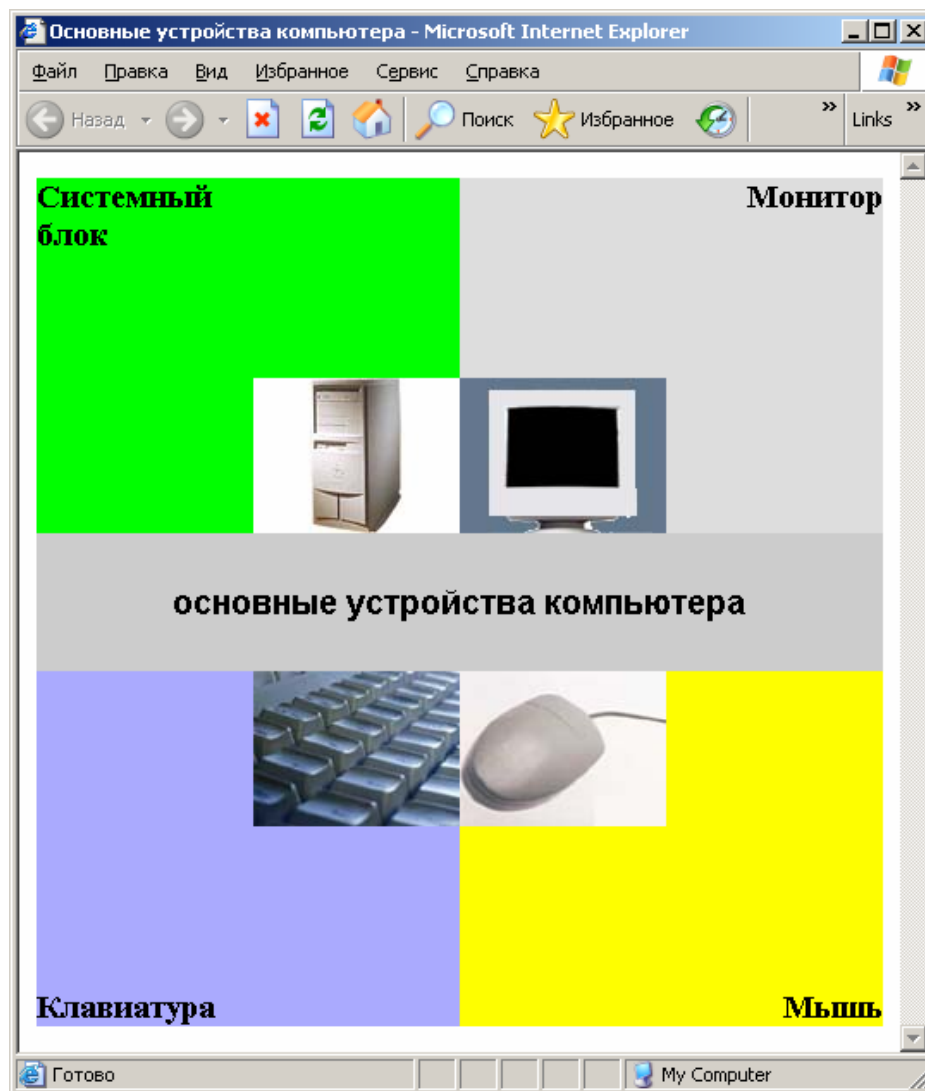 Основные устройства компьютера - Microsoft Internet Explorer
Файл Правка Вид Избранное Сервис Справка
Назад Поиск Избранное » Links »
Системный
блок
Монитор
основные устройства компьютера
Клавиатура
Мышь
Готово My Computer